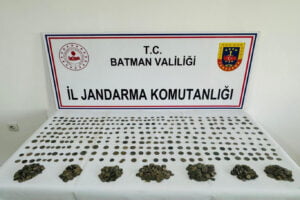 T.C.
BATMAN VALİLİĞİ
İL JANDARMA KOMUTANLIĞI